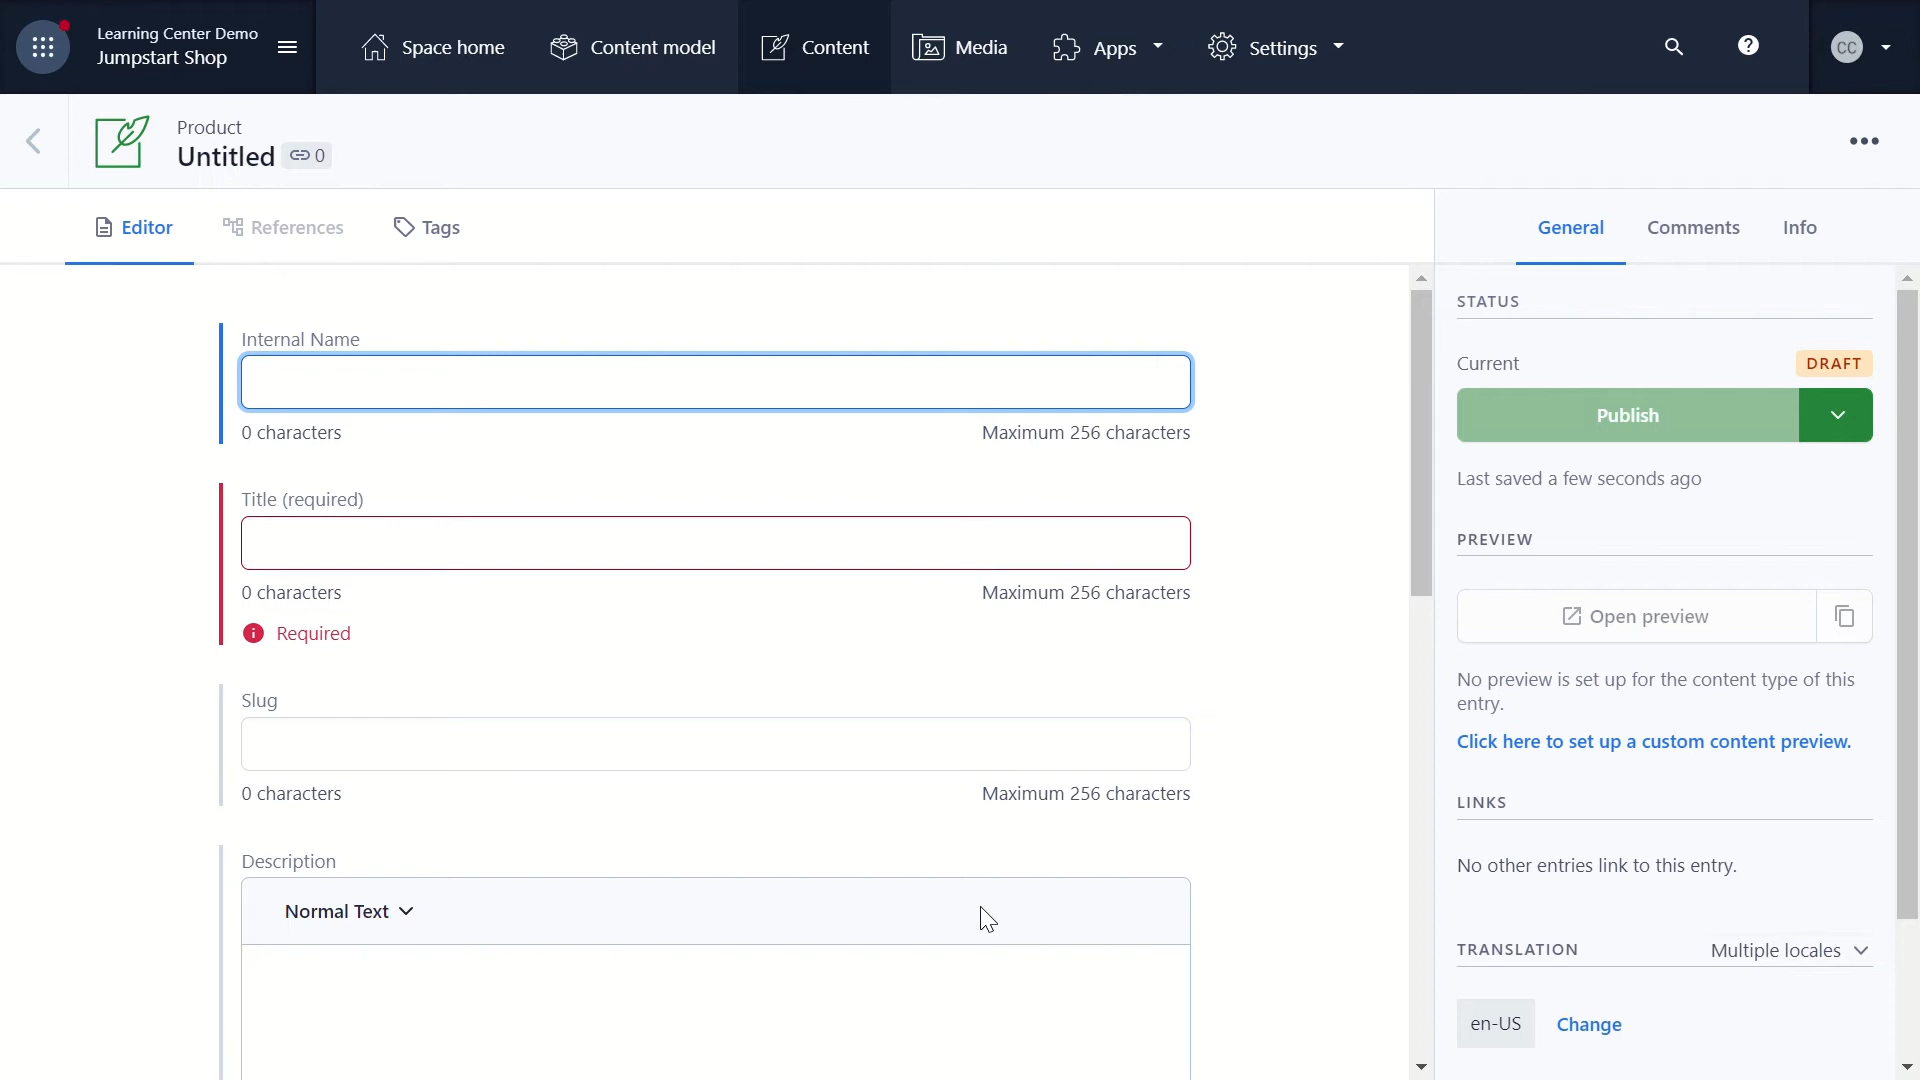 Learning Center Demo
Jumpstart Shop
Space home
Content model
Content
Media
Apps
Settings
CC
Product
Untitled
0
Editor
References
Tags
General
Comments
Info
Internal Name
0 characters
Maximum 256 characters
Title (required)
0 characters
Maximum 256 characters
Required
Slug
0 characters
Maximum 256 characters
Description
Normal Text
STATUS
Current
DRAFT
Publish
Last saved a few seconds ago
PREVIEW
Open preview
No preview is set up for the content type of this
entry.
Click here to set up a custom content preview.
LINKS
No other entries link to this entry.
TRANSLATION
Multiple locales
en-US
Change